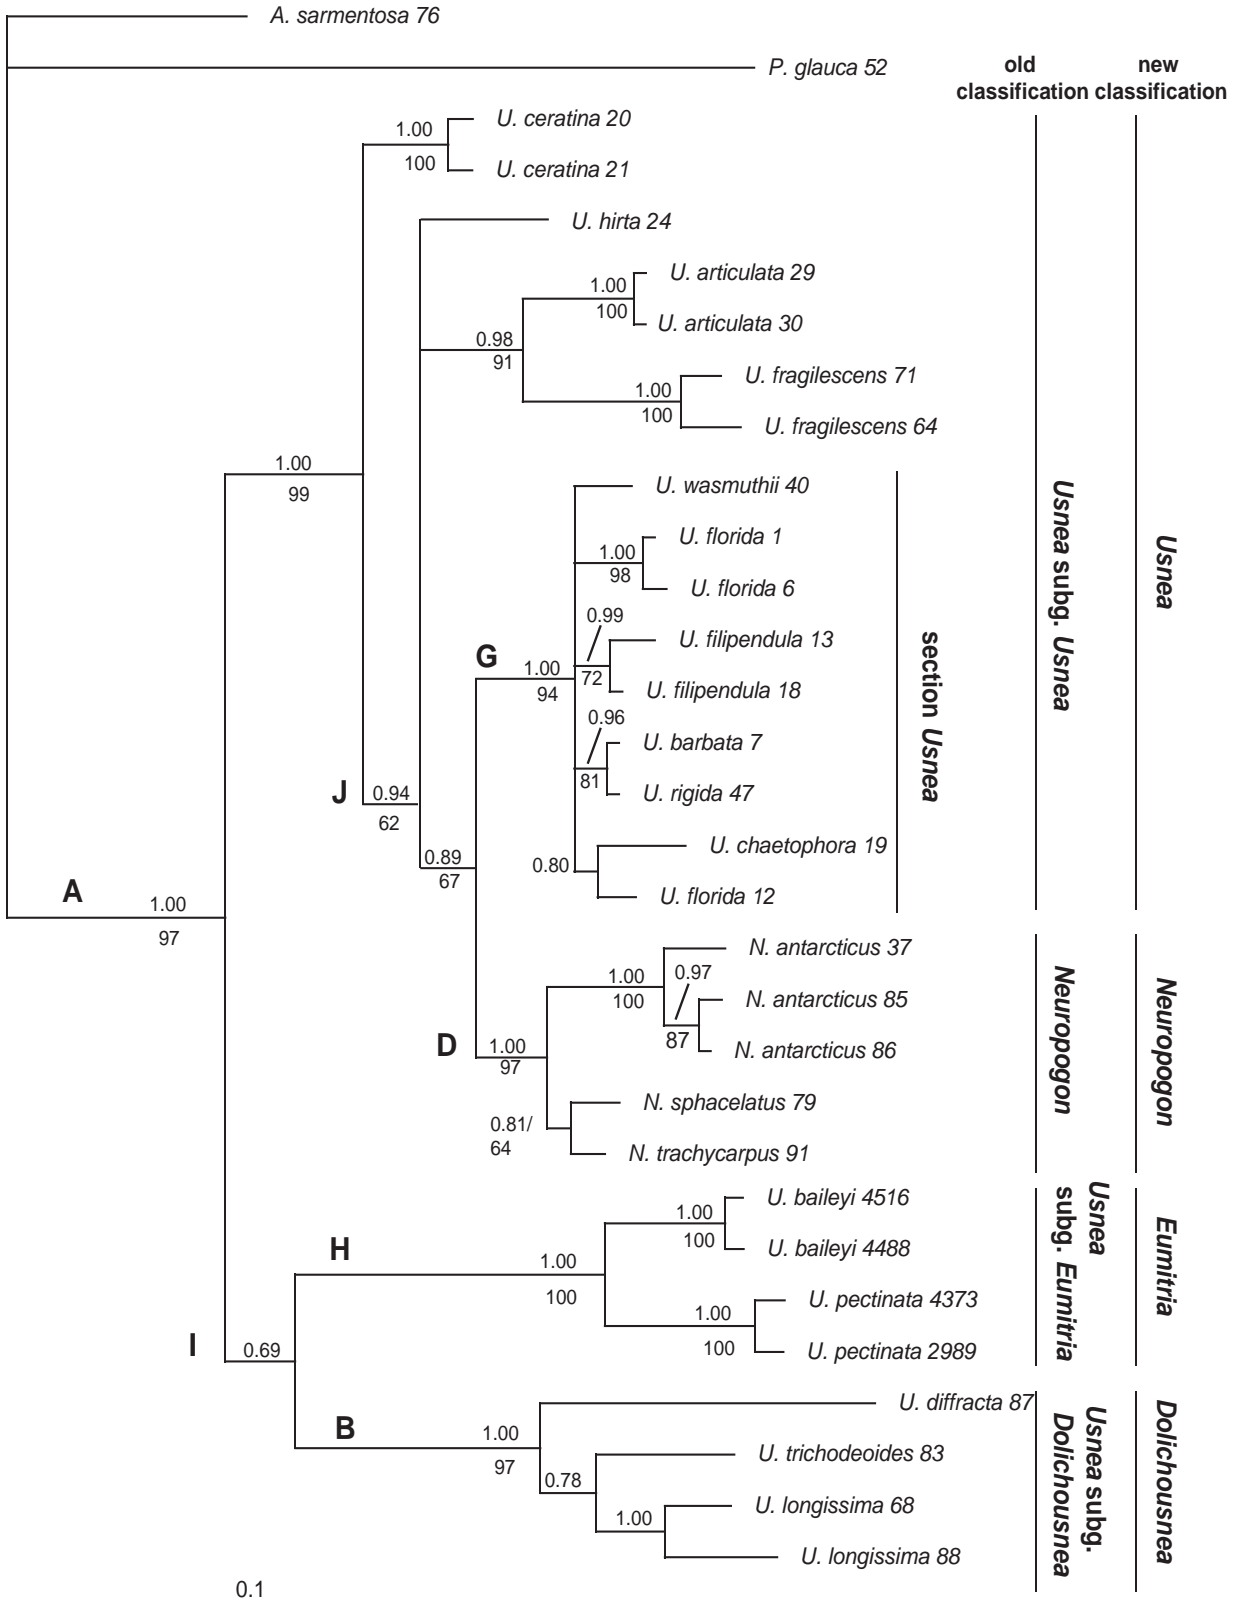 A. sarmentosa 76
P. glauca 52
old classification
new classification
U. ceratina 20
1.00
100
U. ceratina 21
U. hirta 24
U. articulata 29
1.00
100
U. articulata 30
0.98
91
U. fragilescens 71
1.00
100
U. fragilescens 64
1.00
99
U. wasmuthii 40
U. florida 1
1.00
98
U. florida 6
0.99
U. filipendula 13
G
1.00
94
72
U. filipendula 18
0.96
U. barbata 7
81
U. rigida 47
J
0.94
62
U. chaetophora 19
0.89
67
0.80
U. florida 12
section Usnea
Usnea subg. Usnea
Usnea
A
1.00
97
N. antarcticus 37
1.00
100
0.97
N. antarcticus 85
87
N. antarcticus 86
D
1.00
97
N. sphacelatus 79
0.81/
64
N. trachycarpus 91
Neuropogon
Neuropogon
U. baileyi 4516
1.00
100
U. baileyi 4488
H
1.00
100
U. pectinata 4373
1.00
100
U. pectinata 2989
Usnea
subg. Eumitria
Eumitria
I
0.69
U. diffracta 87
B
1.00
97
U. trichodeoides 83
0.78
U. longissima 68
1.00
U. longissima 88
Usnea subg.
Dolichousnea
Dolichousnea
0.1